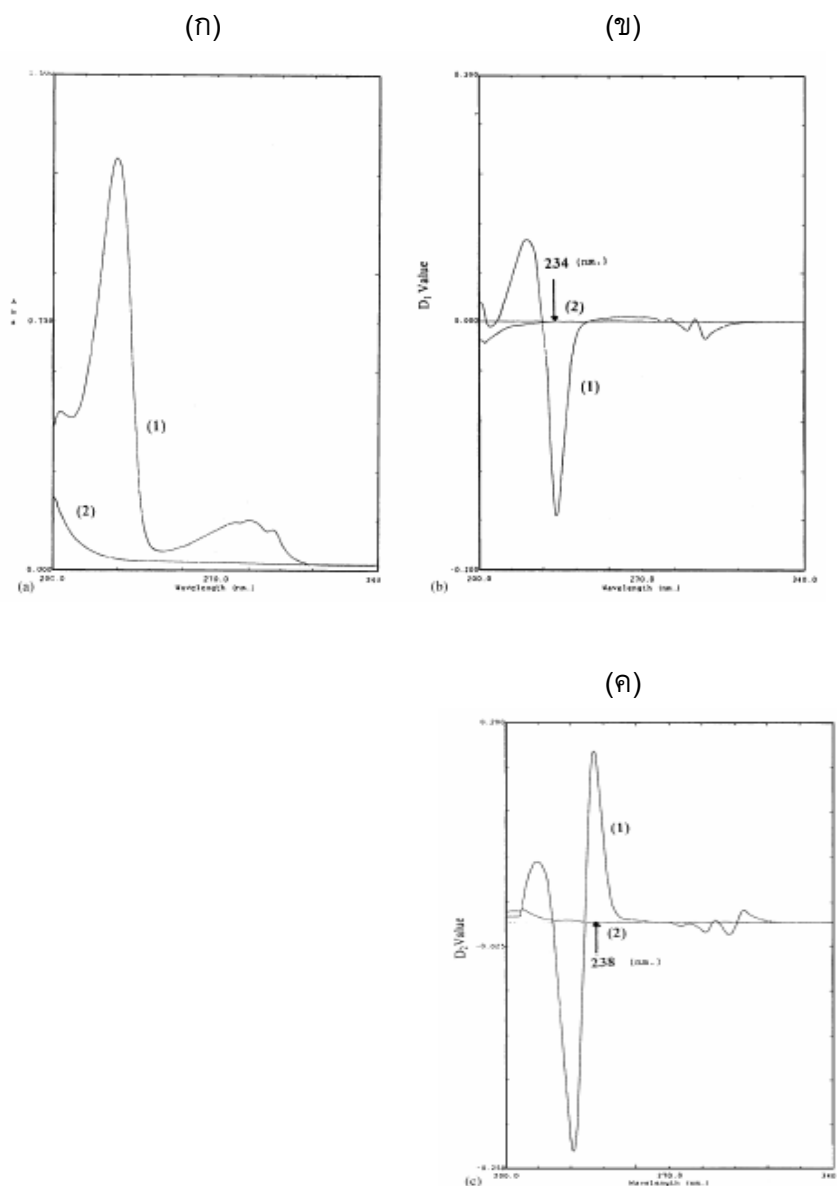 (ก)
(ข)
0.750
(1)
(2)
0.000
200.0
270.0
340
Wavelength (nm.)
(a)
D1 Value
0.000
234 (nm.)
(2)
(1)
200.0
270.0
340.0
Wavelength (nm.)
(b)
(ค)
D2 Value
(1)
(2)
238 (nm.)
270.0
340
Wavelength (nm.)
(c)